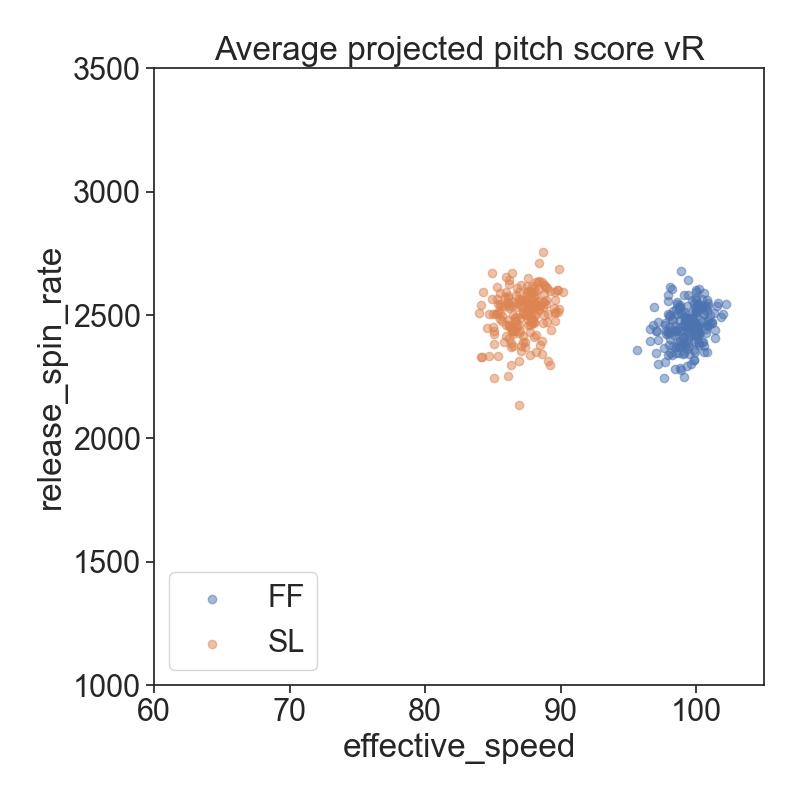 Average projected pitch score vR
3500
3000
2500
2000
1500
1000
release_spin_rate
FF
SL
60 70 80 90 100
effective_speed